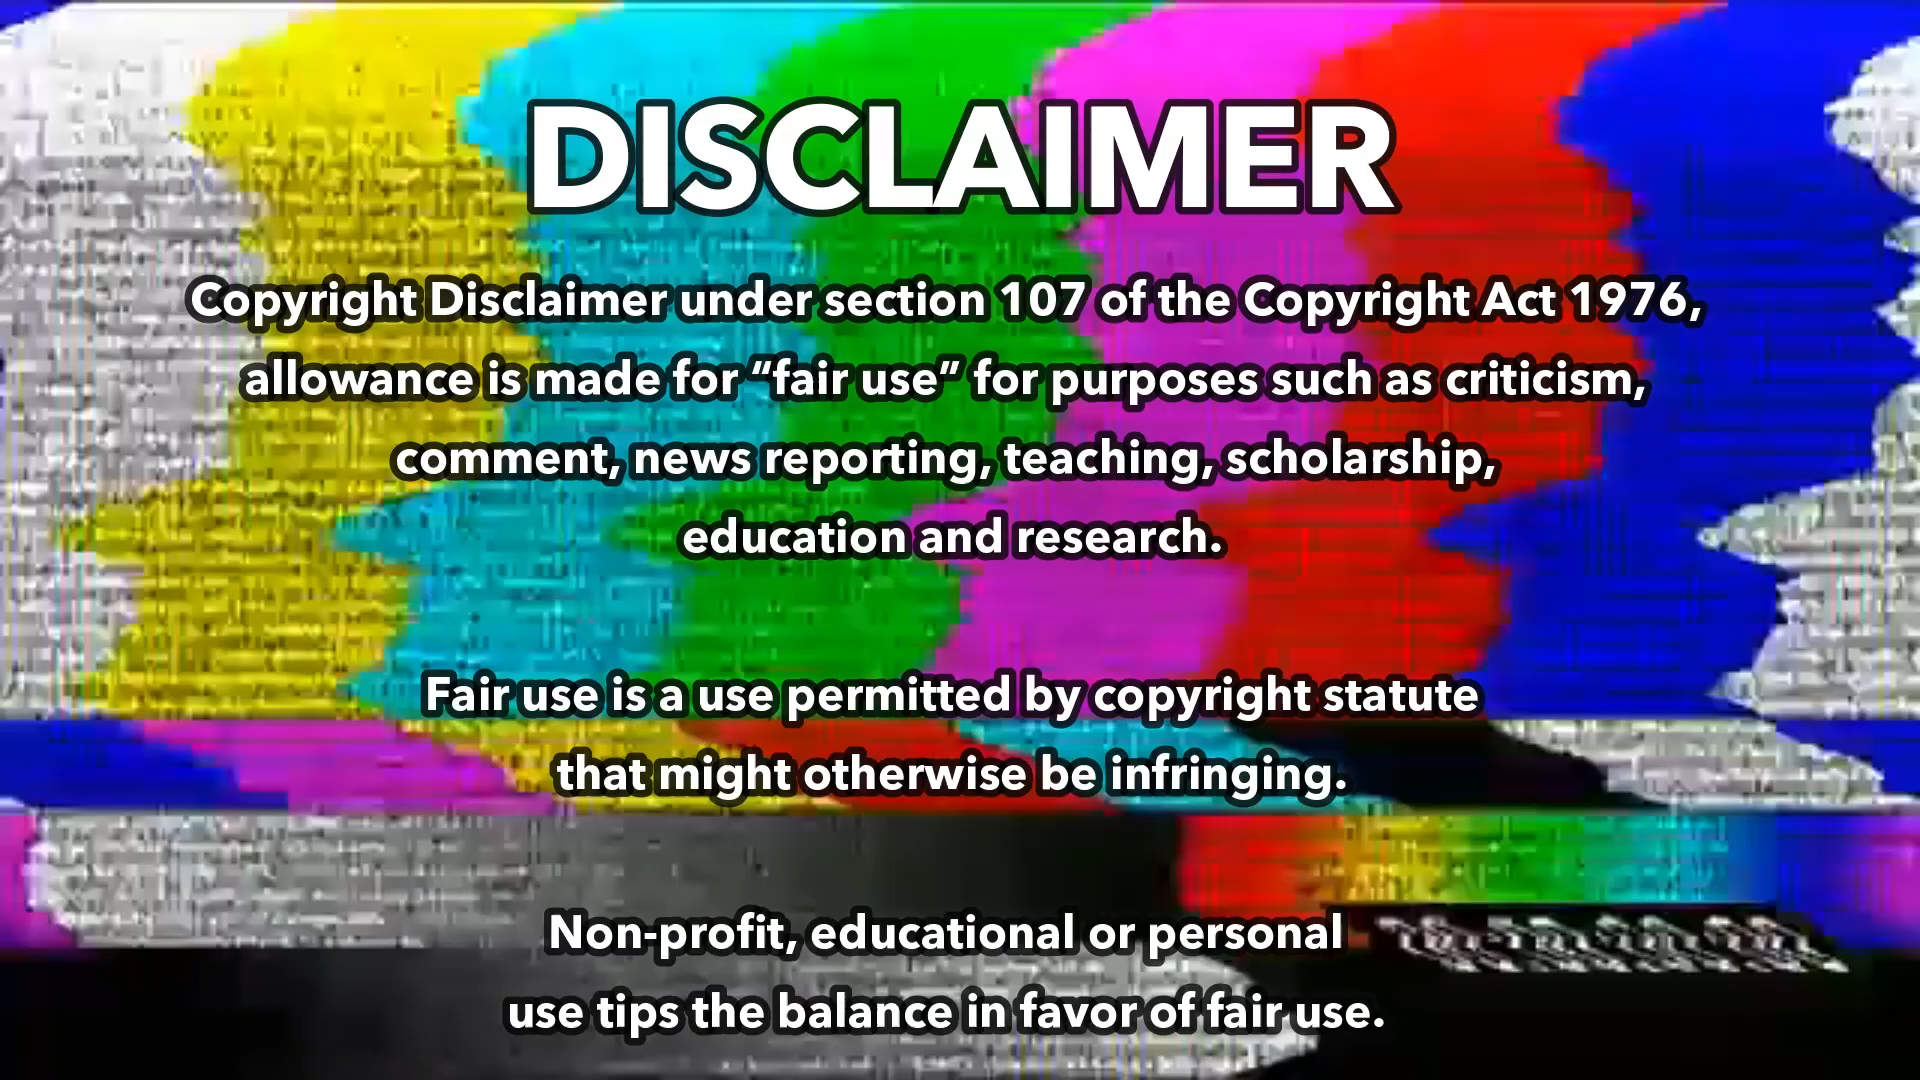 DISCLAIMER
Copyright Disclaimer under section 107 of the Copyright Act 1976,
allowance is made for “fair use” for purposes such as criticism,
comment, news reporting, teaching, scholarship,
education and research.
Fair use is a use permitted by copyright statute
that might otherwise be infringing.
Non-profit, educational or personal
use tips the balance in favor of fair use.